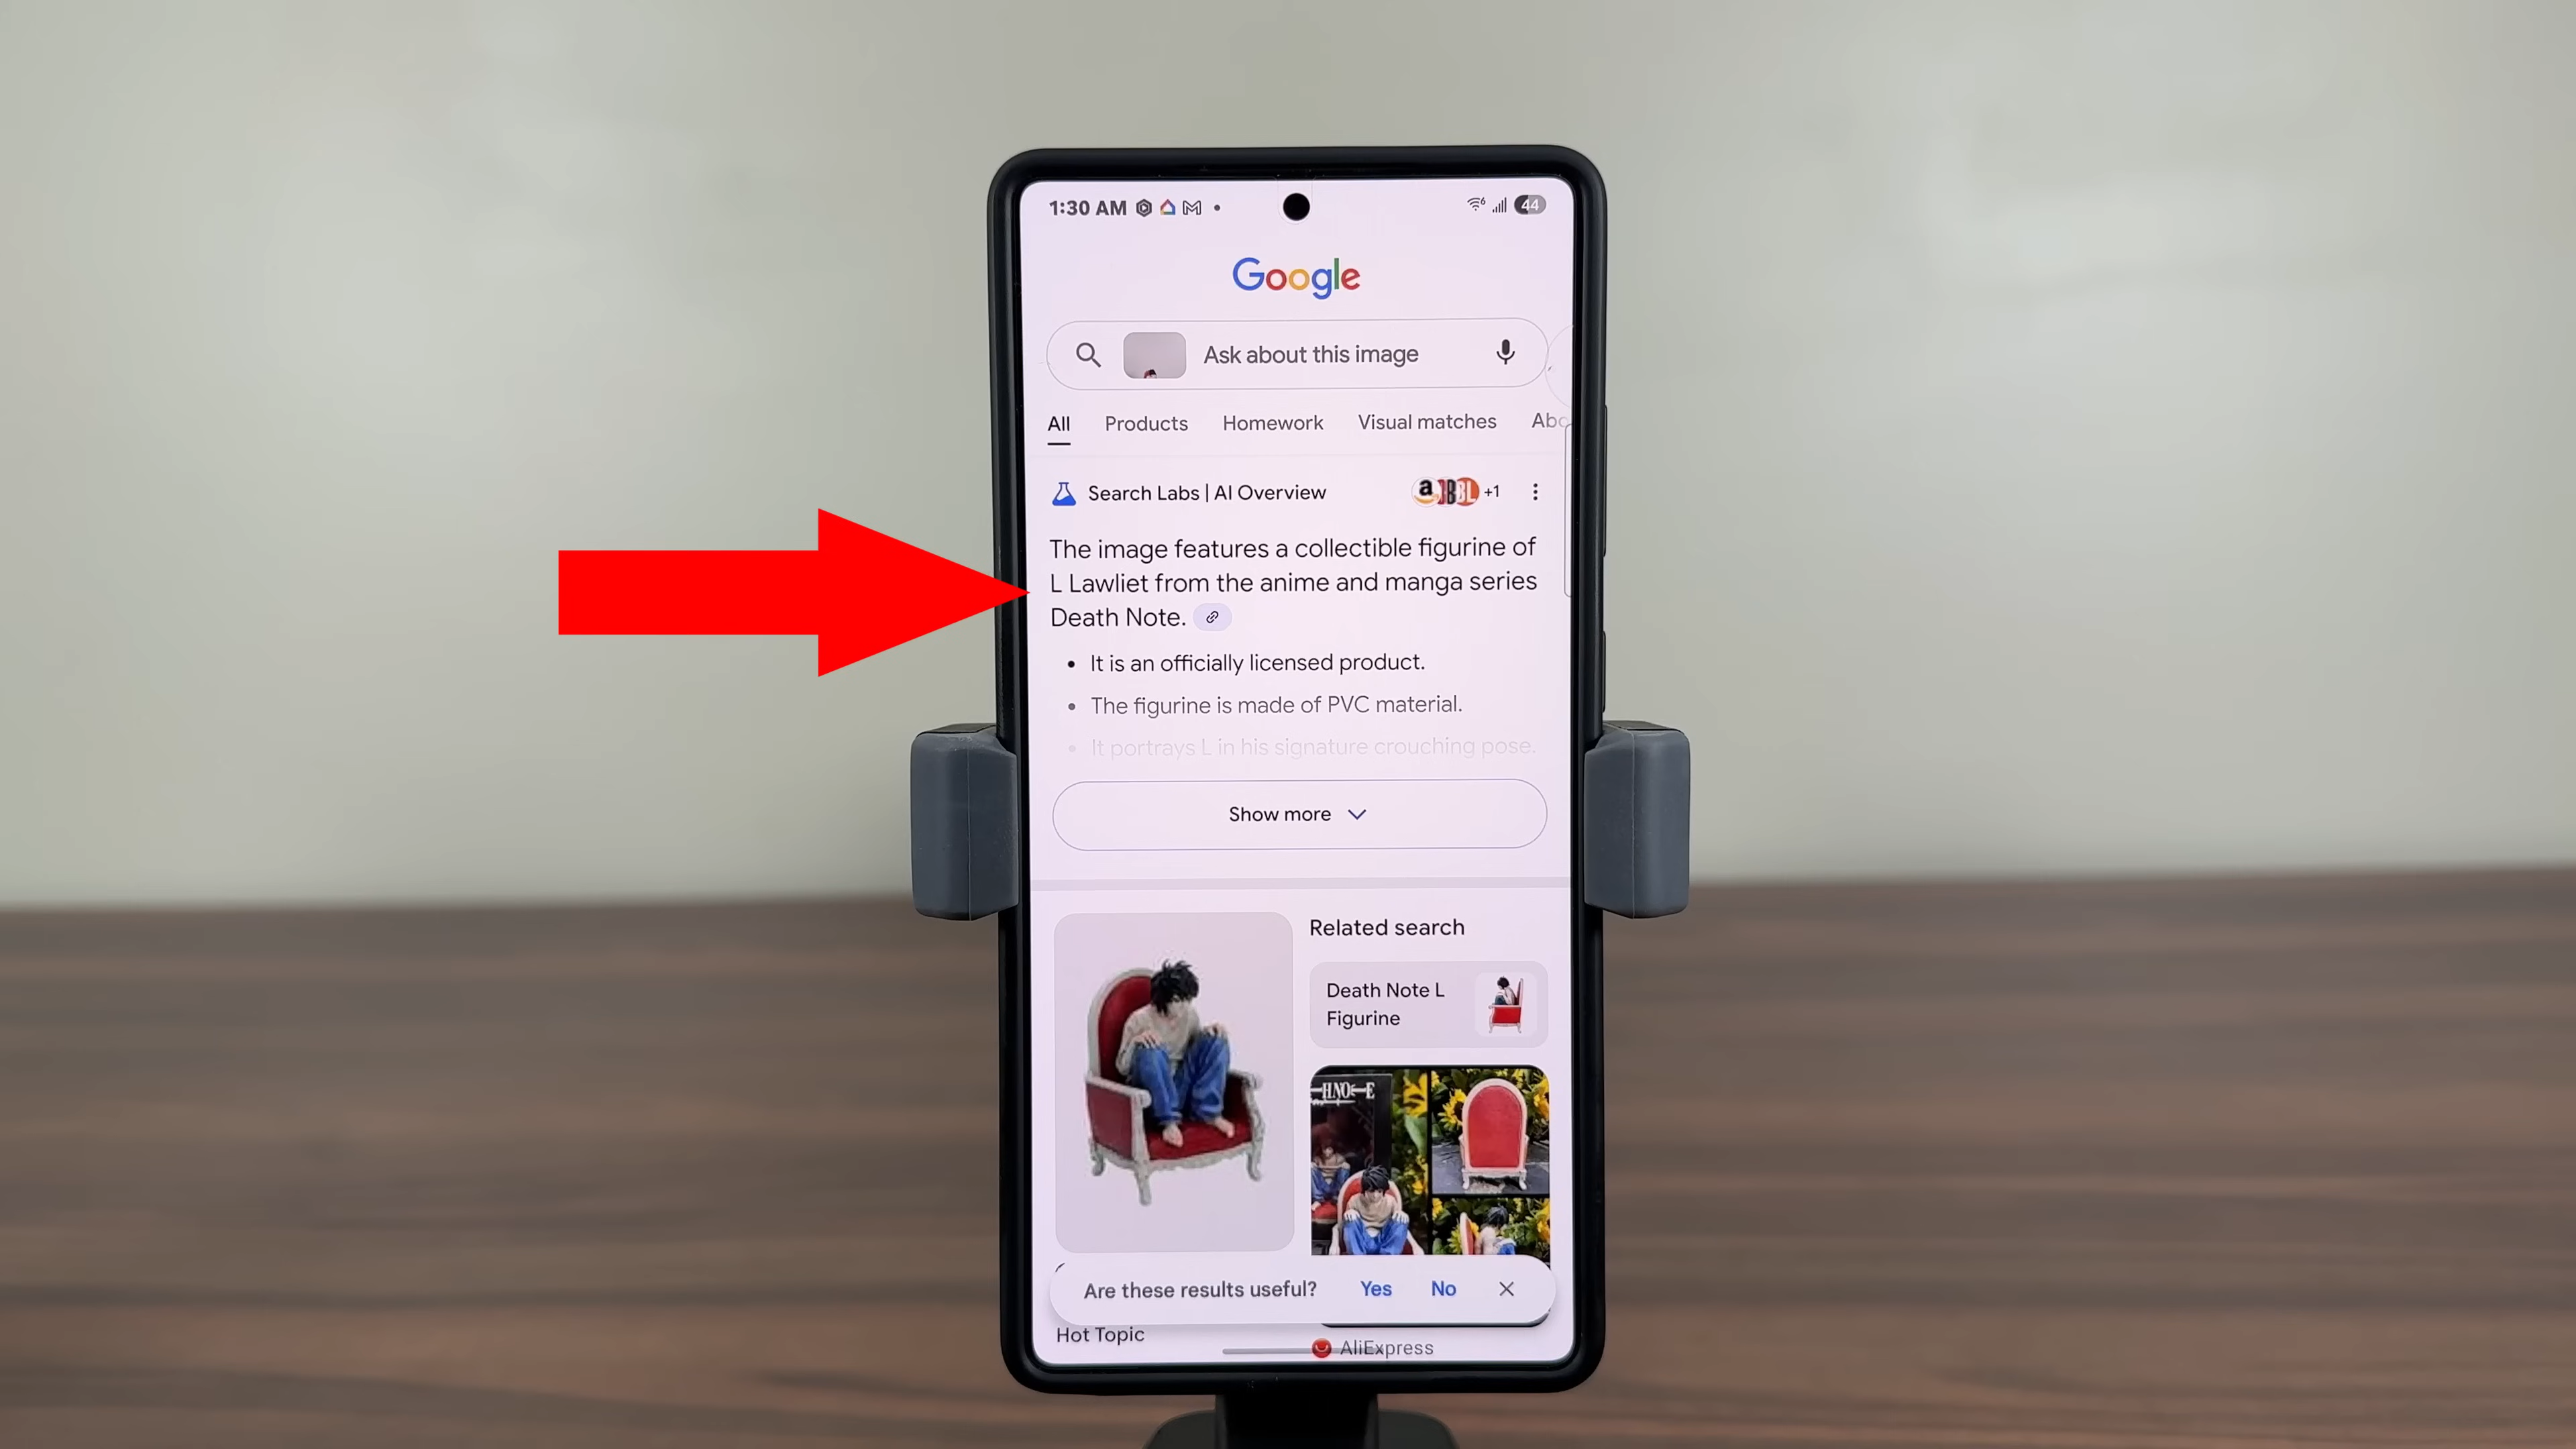 1:30 AM
44
Google
Ask about this image
All Products Homework Visual matches
Search Labs | AI Overview
+1
The image features a collectible figurine of
L Lawliet from the anime and manga series
Death Note.
• It is an officially licensed product.
• The figurine is made of PVC material.
• It portrays L in his signature crouching pose.
Show more
Related search
Death Note L
Figurine
Are these results useful? Yes No
Hot Topic
AliExpress